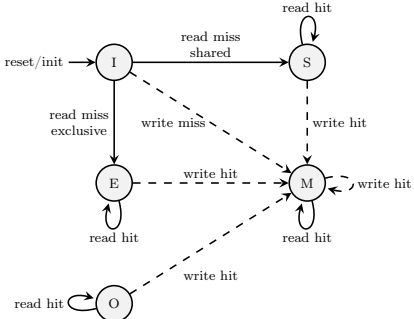 read hit
reset/init
I
read miss
shared
S
read miss
exclusive
write miss
write hit
E
write hit
M
write hit
read hit
read hit
write hit
read hit
O